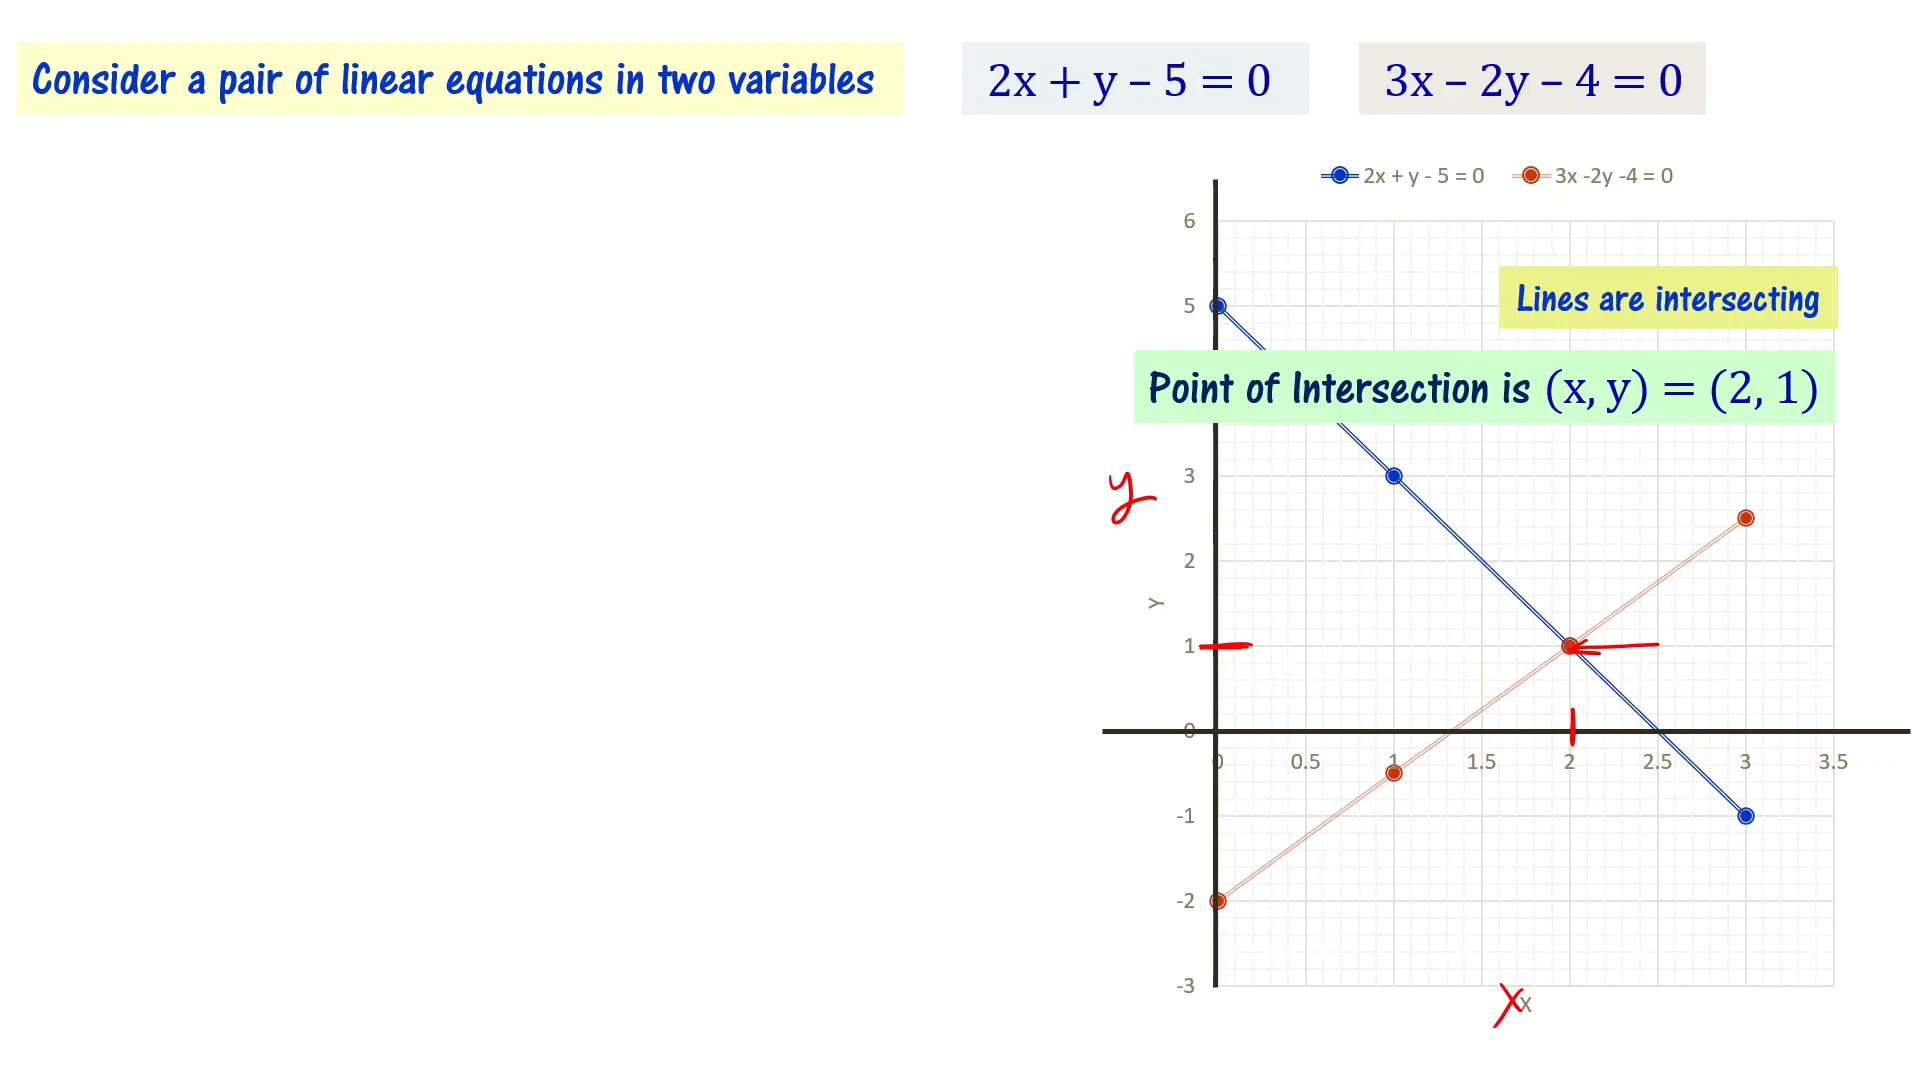 Consider a pair of linear equations in two variables
2x + y – 5 = 0
3x – 2y – 4 = 0
2x + y - 5 = 0
3x -2y -4 = 0
6
Lines are intersecting
5
Point of Intersection is (x, y) = (2, 1)
y
3
2
Y
1
0
0 0.5 1 1.5 2 2.5 3 3.5
-1
-2
-3
x
X